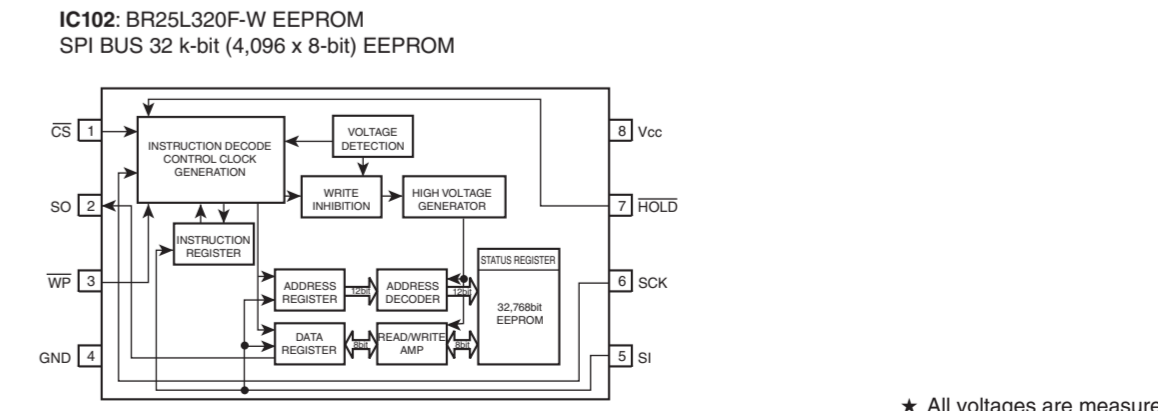 IC102: BR25L320F-W EEPROM
SPI BUS 32 k-bit (4,096 x 8-bit) EEPROM
CS 1
INSTRUCTION DECODE
CONTROL CLOCK
GENERATION
VOLTAGE
DETECTION
8 Vcc
SO 2
WRITE
INHIBITION
HIGH VOLTAGE
GENERATOR
7 HOLD
INSTRUCTION
REGISTER
STATUS REGISTER
WP 3
ADDRESS
REGISTER
12bit
ADDRESS
DECODER
12bit
32,768bit
EEPROM
6 SCK
GND 4
DATA
REGISTER
8bit
READ/WRITE
AMP
8bit
5 SI
★ All voltages are measure